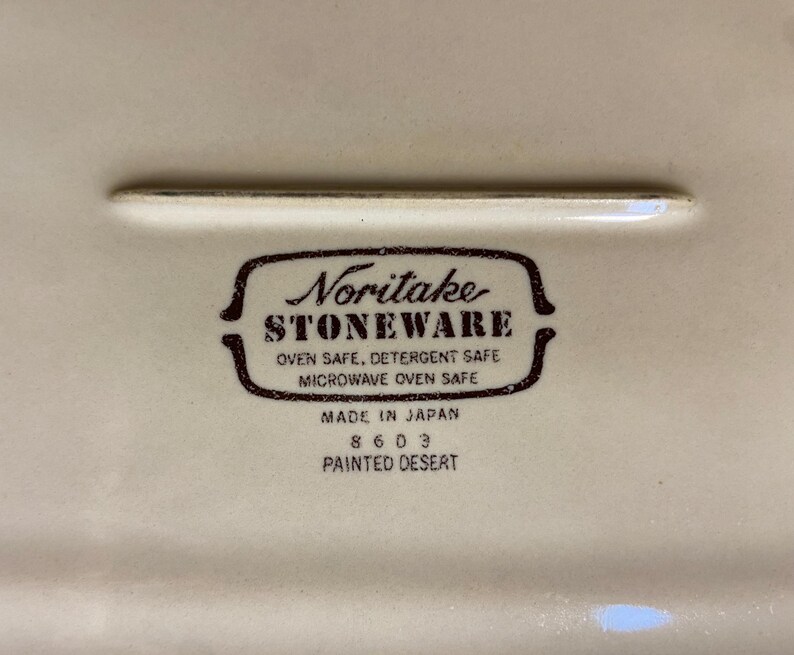 Noritake
STONEWARE
OVEN SAFE, DETERGENT SAFE
MICROWAVE OVEN SAFE
MADE IN JAPAN
8603
PAINTED DESERT